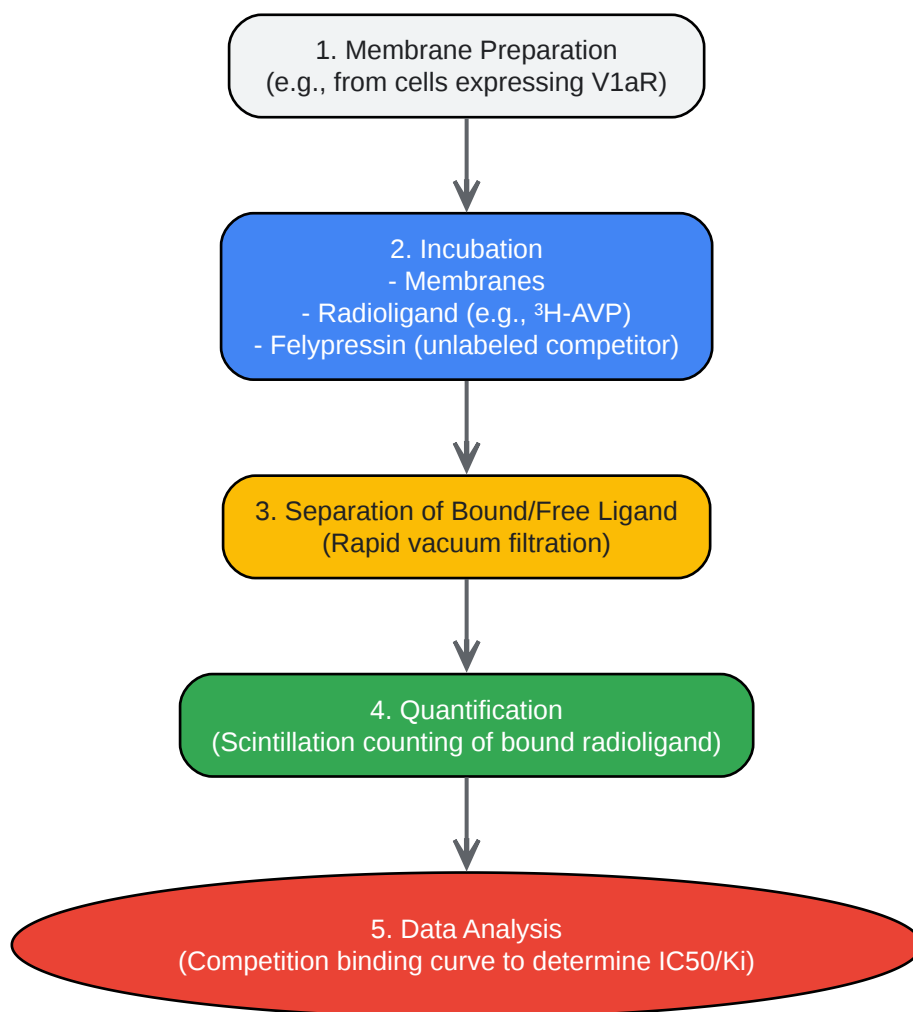 1. Membrane Preparation
(e.g., from cells expressing V1aR)
2. Incubation
- Membranes
- Radioligand (e.g., ³H-AVP)
- Felypressin (unlabeled competitor)
3. Separation of Bound/Free Ligand
(Rapid vacuum filtration)
4. Quantification
(Scintillation counting of bound radioligand)
5. Data Analysis
(Competition binding curve to determine IC50/Ki)